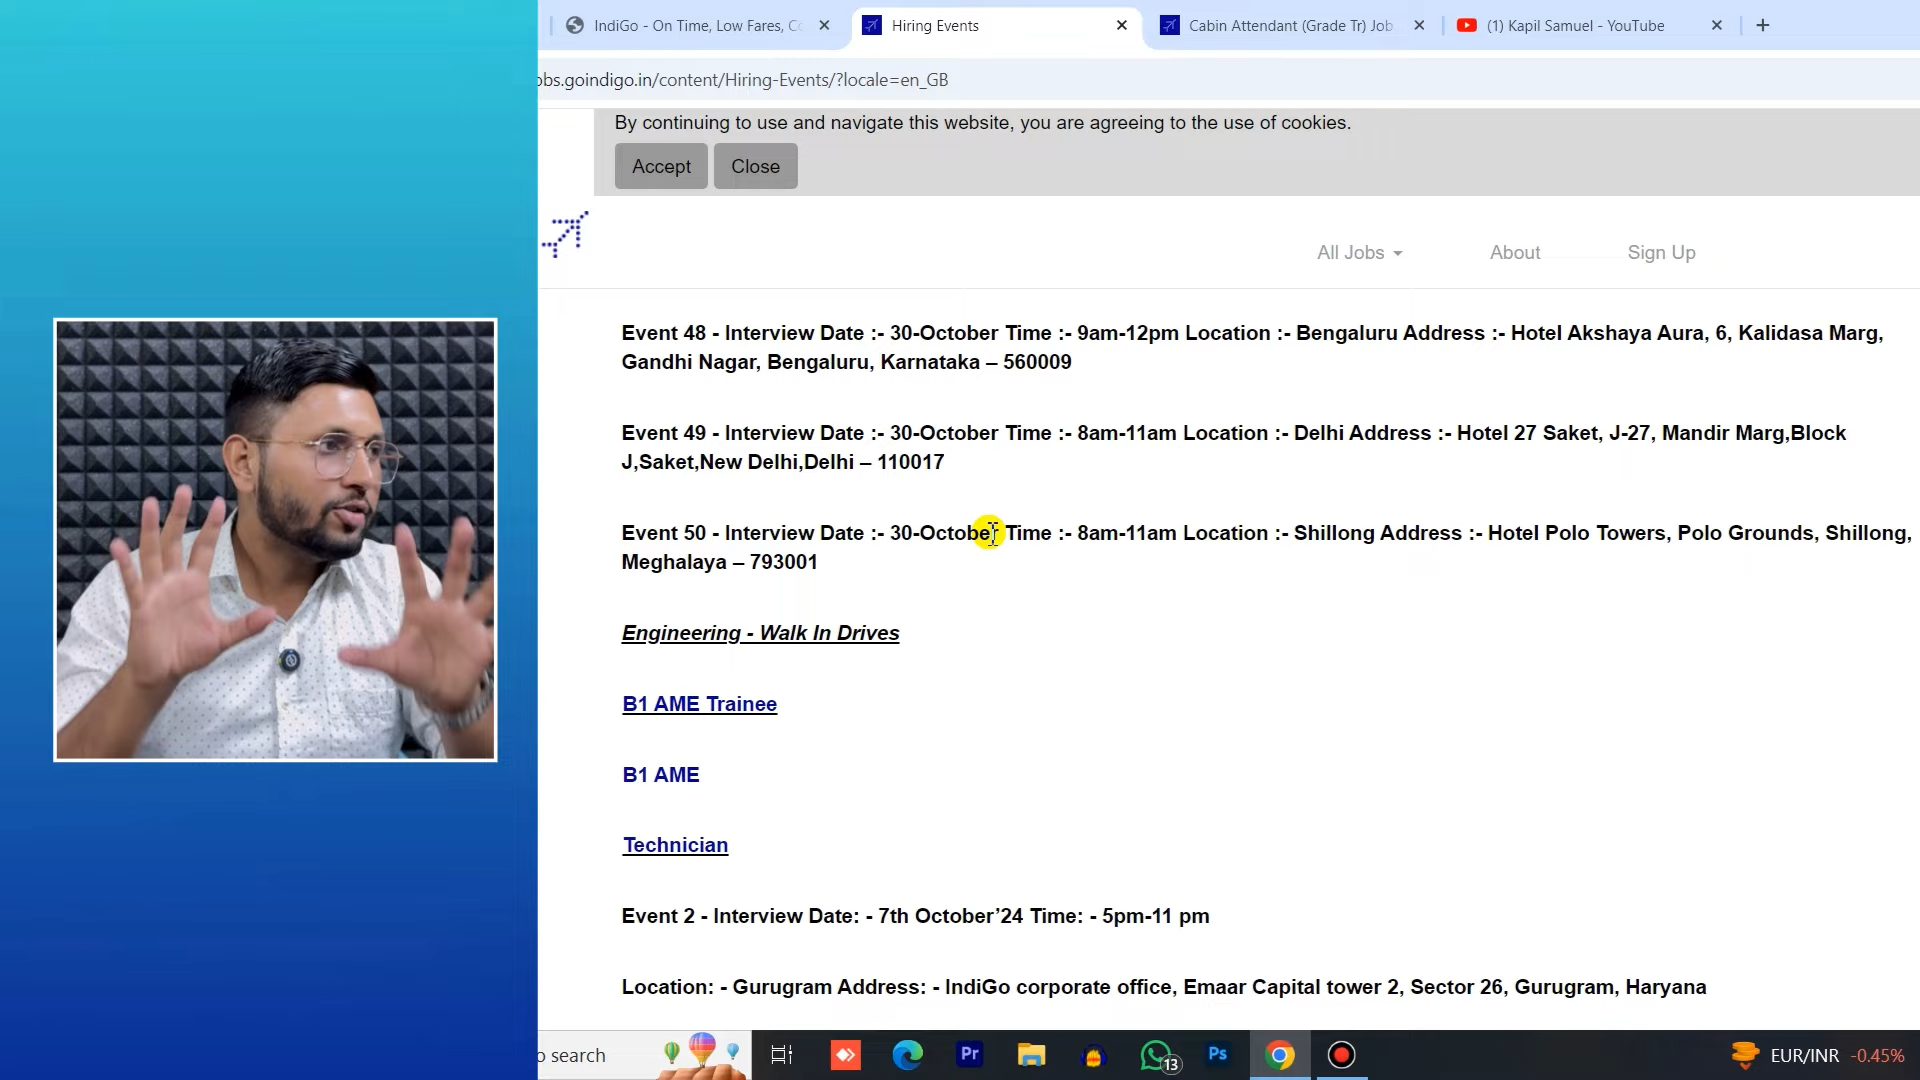 IndiGo - On Time, Low Fares, Co
Hiring Events
Cabin Attendant (Grade Tr) Job
(1) Kapil Samuel - YouTube
obs.goindigo.in/content/Hiring-Events/?locale=en_GB
By continuing to use and navigate this website, you are agreeing to the use of cookies.
Accept Close
All Jobs About Sign Up
Event 48 - Interview Date :- 30-October Time :- 9am-12pm Location :- Bengaluru Address :- Hotel Akshaya Aura, 6, Kalidasa Marg,
Gandhi Nagar, Bengaluru, Karnataka – 560009
Event 49 - Interview Date :- 30-October Time :- 8am-11am Location :- Delhi Address :- Hotel 27 Saket, J-27, Mandir Marg,Block
J,Saket,New Delhi,Delhi – 110017
Event 50 - Interview Date :- 30-October Time :- 8am-11am Location :- Shillong Address :- Hotel Polo Towers, Polo Grounds, Shillong,
Meghalaya – 793001
Engineering - Walk In Drives
B1 AME Trainee
B1 AME
Technician
Event 2 - Interview Date: - 7th October’24 Time: - 5pm-11 pm
Location: - Gurugram Address: - IndiGo corporate office, Emaar Capital tower 2, Sector 26, Gurugram, Haryana
o search
Pr
13
Ps
EUR/INR -0.45%